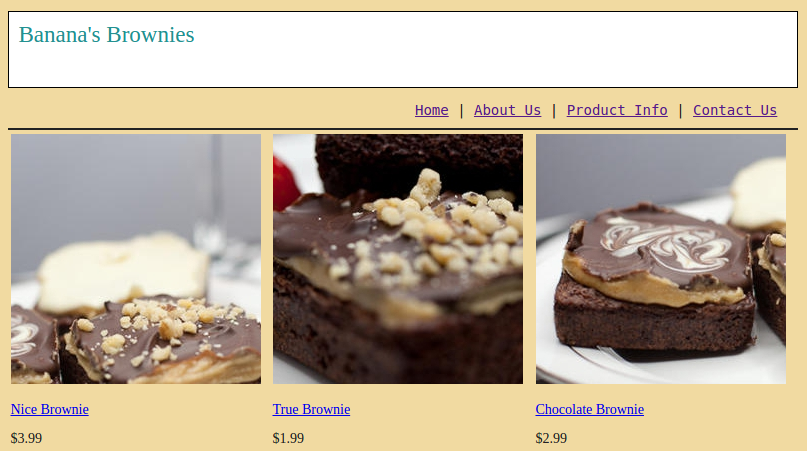 Banana's Brownies
Home | About Us | Product Info | Contact Us
Nice Brownie
True Brownie
Chocolate Brownie
$3.99
$1.99
$2.99